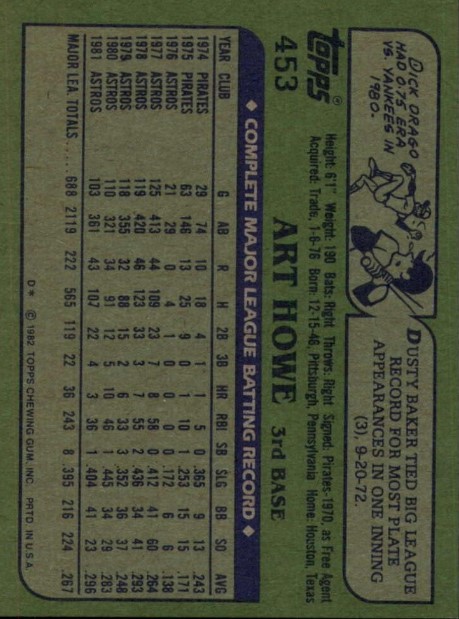 DICK DRAGO
HAD 0.75 ERA
VS. YANKEES IN
1980.
DUSTY BAKER TIED BIG LEAGUE
RECORD FOR MOST PLATE
APPEARANCES IN ONE INNING
(3), 9-20-72.
topps®
453
ART HOWE 3rd BASE
Height: 6'1" Weight: 190 Bats: Right Throws: Right Signed: Pirates-1970, as Free Agent
Acquired: Trade, 1-6-76 Born: 12-15-46, Pittsburgh, Pennsylvania Home: Houston, Texas
◆ COMPLETE MAJOR LEAGUE BATTING RECORD ◆
YEAR CLUB G AB R H 2B 3B HR RBI SB SLG BB SO AVG
1974 PIRATES 29 74 10 18 4 1 1 5 0 .365 9 13 .243
1975 PIRATES 63 146 13 25 9 0 1 10 1 .253 15 15 .171
1976 ASTROS 21 29 0 4 1 0 0 0 0 .172 6 6 .138
1977 ASTROS 125 413 44 109 23 7 8 58 0 .412 41 60 .264
1978 ASTROS 119 420 46 123 33 3 7 55 2 .436 34 41 .293
1979 ASTROS 118 355 32 88 15 2 6 33 3 .352 36 37 .248
1980 ASTROS 110 321 34 91 12 5 10 46 1 .445 34 29 .283
1981 ASTROS 103 361 43 107 22 4 3 36 1 .404 41 23 .296
MAJOR LEA. TOTALS 688 2119 222 565 119 22 36 243 8 .395 216 224 .267
D* © 1982 TOPPS CHEWING GUM, INC. PRTD. IN U.S.A.